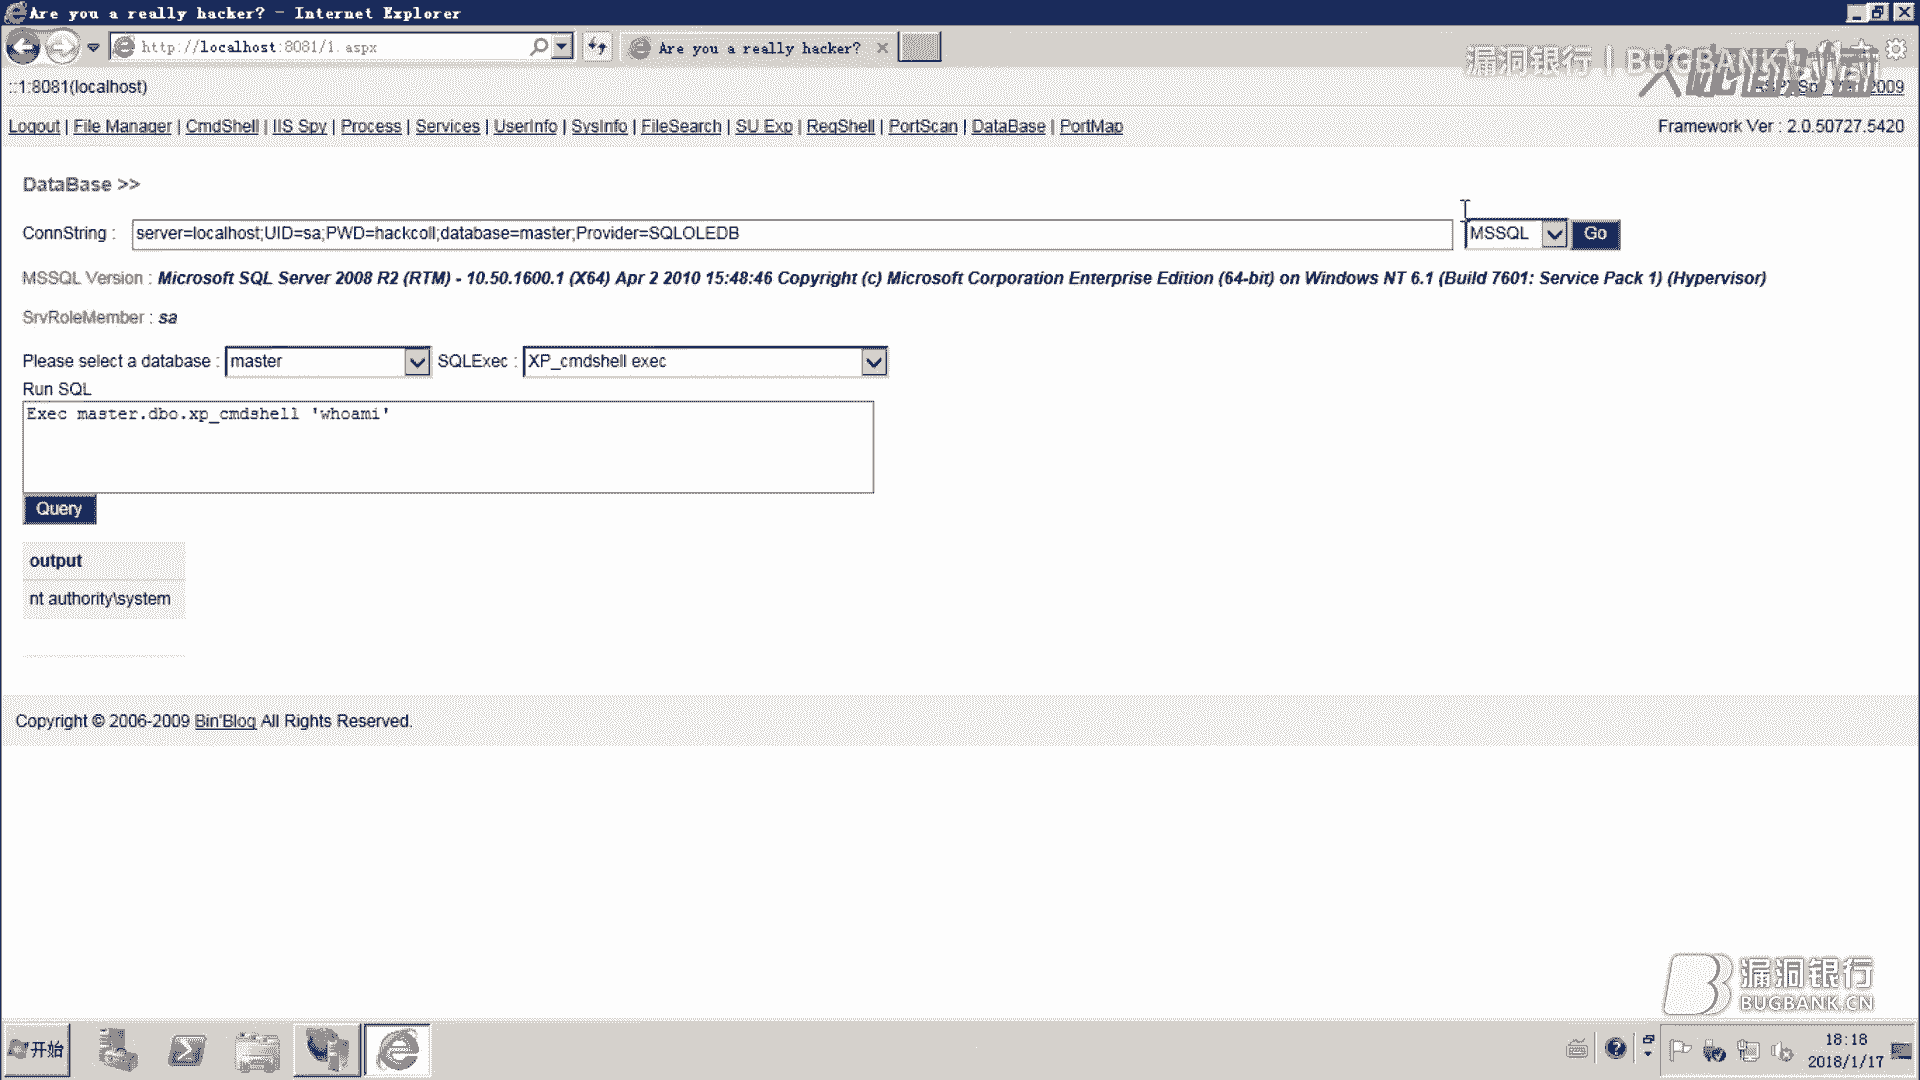 Are you a really hacker? - Internet Explorer
http://localhost:8081/1.aspx
Are you a really hacker?
漏洞银行 | BUGBANK
::1:8081(localhost)
2009
Logout | File Manager | CmdShell | IIS Spy | Process | Services | UserInfo | SysInfo | FileSearch | SU Exp | RegShell | PortScan | DataBase | PortMap
Framework Ver : 2.0.50727.5420
DataBase >>
ConnString : server=localhost;UID=sa;PWD=hackcoll;database=master;Provider=SQLOLEDB MSSQL Go
MSSQL Version : Microsoft SQL Server 2008 R2 (RTM) - 10.50.1600.1 (X64) Apr 2 2010 15:48:46 Copyright (c) Microsoft Corporation Enterprise Edition (64-bit) on Windows NT 6.1 (Build 7601: Service Pack 1) (Hypervisor)
SrvRoleMember : sa
Please select a database : master SQLExec : XP_cmdshell exec
Run SQL
Exec master.dbo.xp_cmdshell 'whoami'
Query
output
nt authority\system
Copyright © 2006-2009 Bin'Blog All Rights Reserved.
漏洞银行
BUGBANK.CN
开始
18:18
2018/1/17